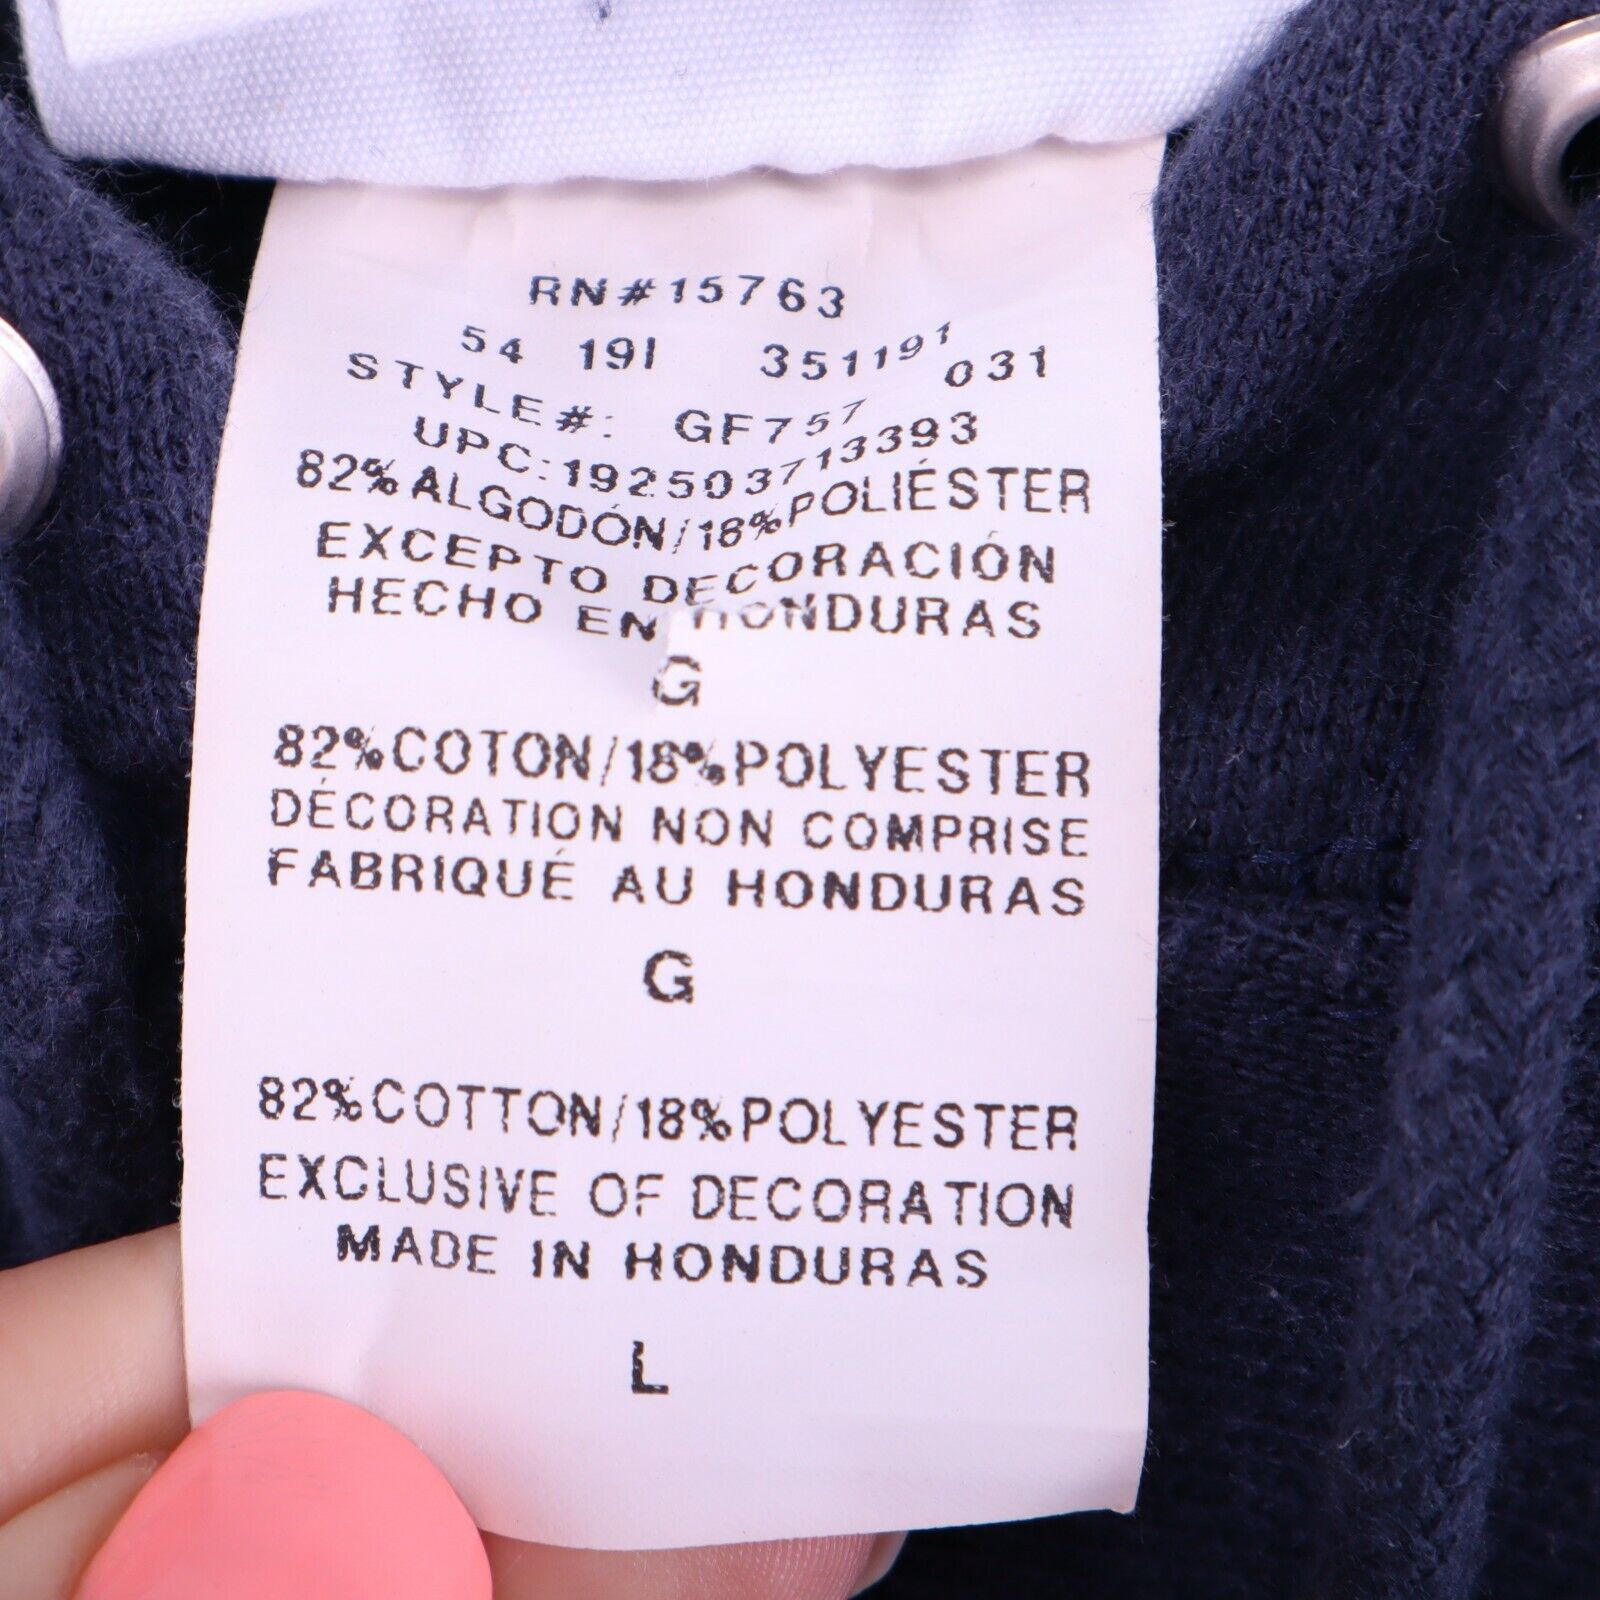 RN#15763
54 19I 351191 031
STYLE#: GF757
UPC:192503713393
82%ALGODÓN/18%POLIÉSTER
EXCEPTO DECORACIÓN
HECHO EN HONDURAS
G
82%COTON/18%POLYESTER
DÉCORATION NON COMPRISE
FABRIQUÉ AU HONDURAS
G
82%COTTON/18%POLYESTER
EXCLUSIVE OF DECORATION
MADE IN HONDURAS
L